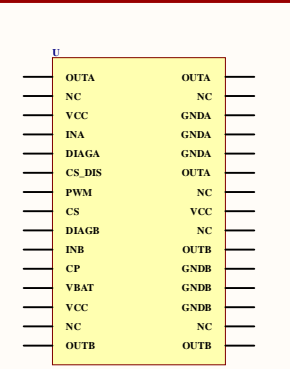 U
OUTA OUTA
NC NC
VCC GNDA
INA GNDA
DIAGA GNDA
CS_DIS OUTA
PWM NC
CS VCC
DIAGB NC
INB OUTB
CP GNDB
VBAT GNDB
VCC GNDB
NC NC
OUTB OUTB